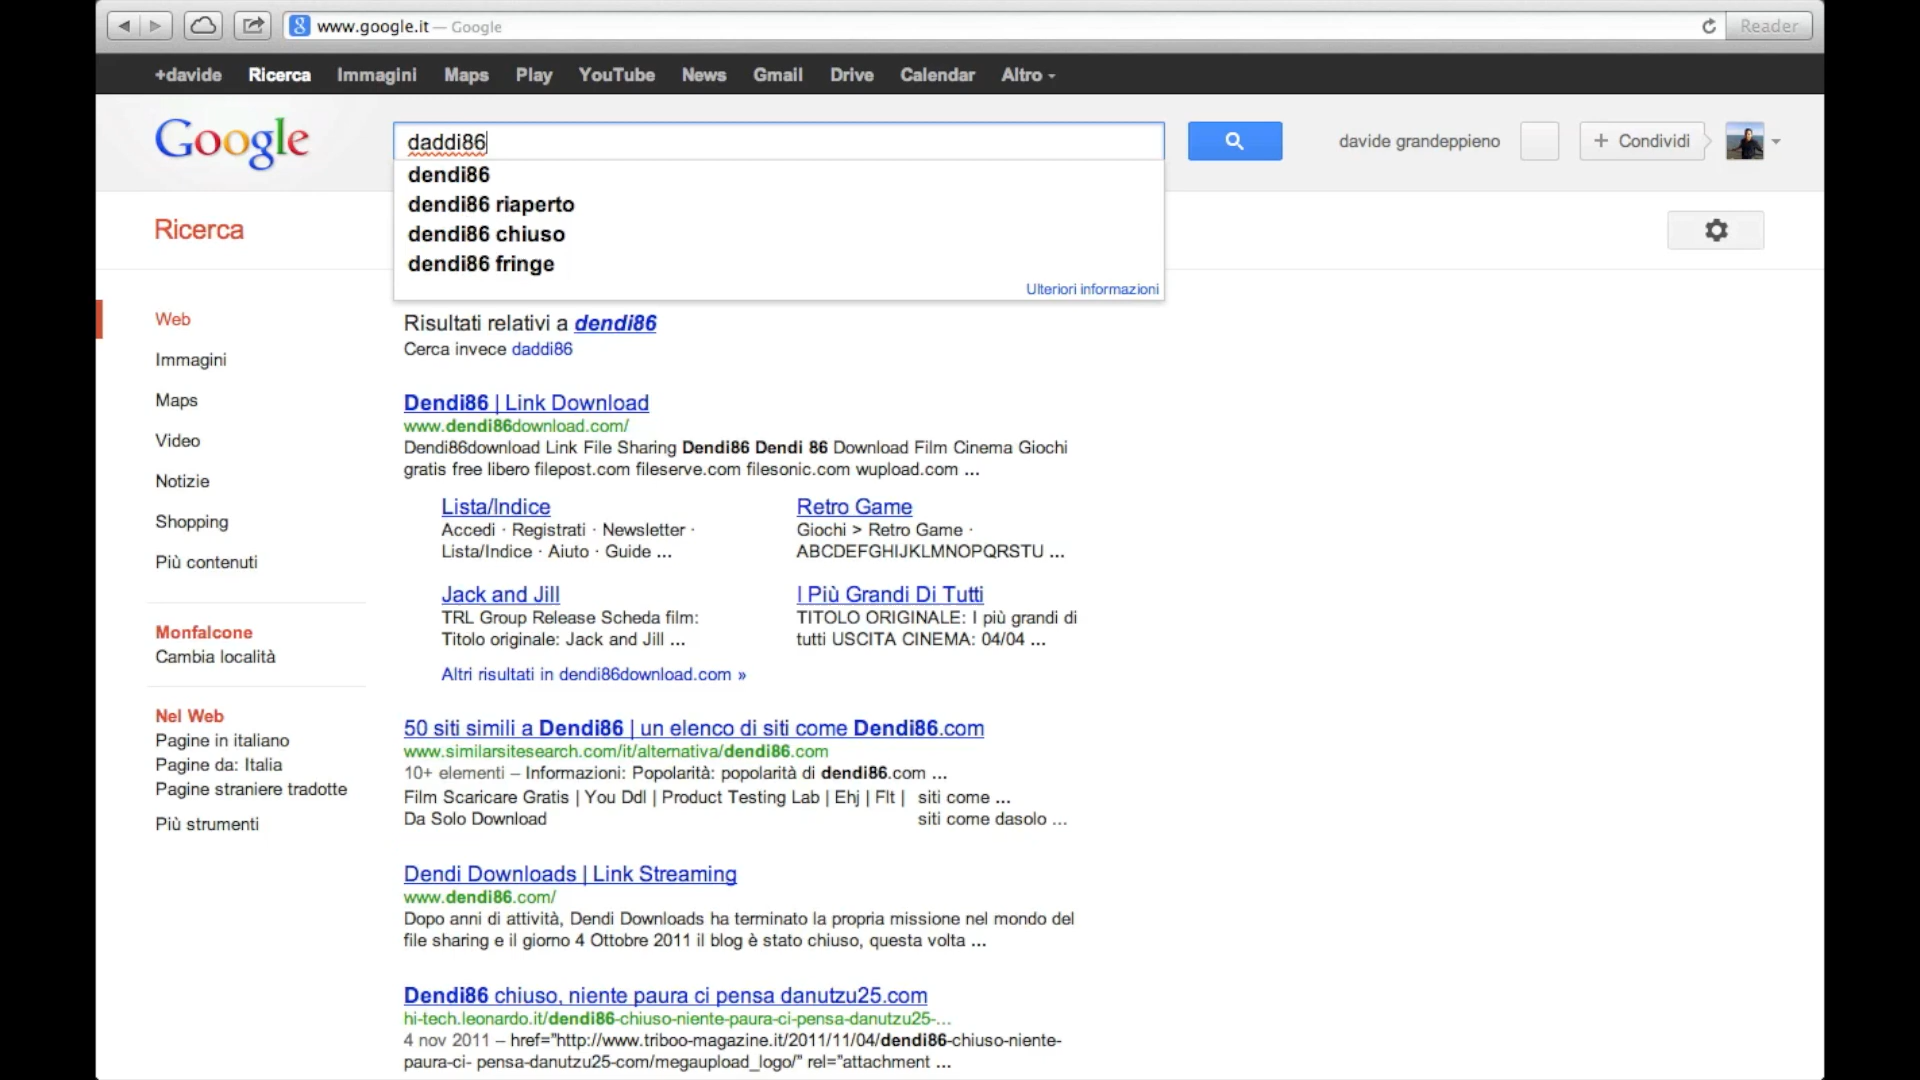 www.google.it — Google
Reader
+davide Ricerca Immagini Maps Play YouTube News Gmail Drive Calendar Altro
Google
daddi86
davide grandeppieno
+ Condividi
dendi86
dendi86 riaperto
dendi86 chiuso
dendi86 fringe
Ulteriori informazioni
Ricerca
Web
Immagini
Maps
Video
Notizie
Shopping
Più contenuti
Monfalcone
Cambia località
Nel Web
Pagine in italiano
Pagine da: Italia
Pagine straniere tradotte
Più strumenti
Risultati relativi a dendi86
Cerca invece daddi86
Dendi86 | Link Download
www.dendi86download.com/
Dendi86download Link File Sharing Dendi86 Dendi 86 Download Film Cinema Giochi
gratis free libero filepost.com fileserve.com filesonic.com wupload.com ...
Lista/Indice
Accedi · Registrati · Newsletter ·
Lista/Indice · Aiuto · Guide ...
Retro Game
Giochi > Retro Game ·
ABCDEFGHIJKLMNOPQRSTU ...
Jack and Jill
TRL Group Release Scheda film:
Titolo originale: Jack and Jill ...
I Più Grandi Di Tutti
TITOLO ORIGINALE: I più grandi di
tutti USCITA CINEMA: 04/04 ...
Altri risultati in dendi86download.com »
50 siti simili a Dendi86 | un elenco di siti come Dendi86.com
www.similarsitesearch.com/it/alternativa/dendi86.com
10+ elementi – Informazioni: Popolarità: popolarità di dendi86.com ...
Film Scaricare Gratis | You Ddl | Product Testing Lab | Ehj | Flt | siti come ...
Da Solo Download siti come dasolo ...
Dendi Downloads | Link Streaming
www.dendi86.com/
Dopo anni di attività, Dendi Downloads ha terminato la propria missione nel mondo del
file sharing e il giorno 4 Ottobre 2011 il blog è stato chiuso, questa volta ...
Dendi86 chiuso, niente paura ci pensa danutzu25.com
hi-tech.leonardo.it/dendi86-chiuso-niente-paura-ci-pensa-danutzu25-...
4 nov 2011 – href="http://www.triboo-magazine.it/2011/11/04/dendi86-chiuso-niente-
paura-ci- pensa-danutzu25-com/megaupload_logo/" rel="attachment ...